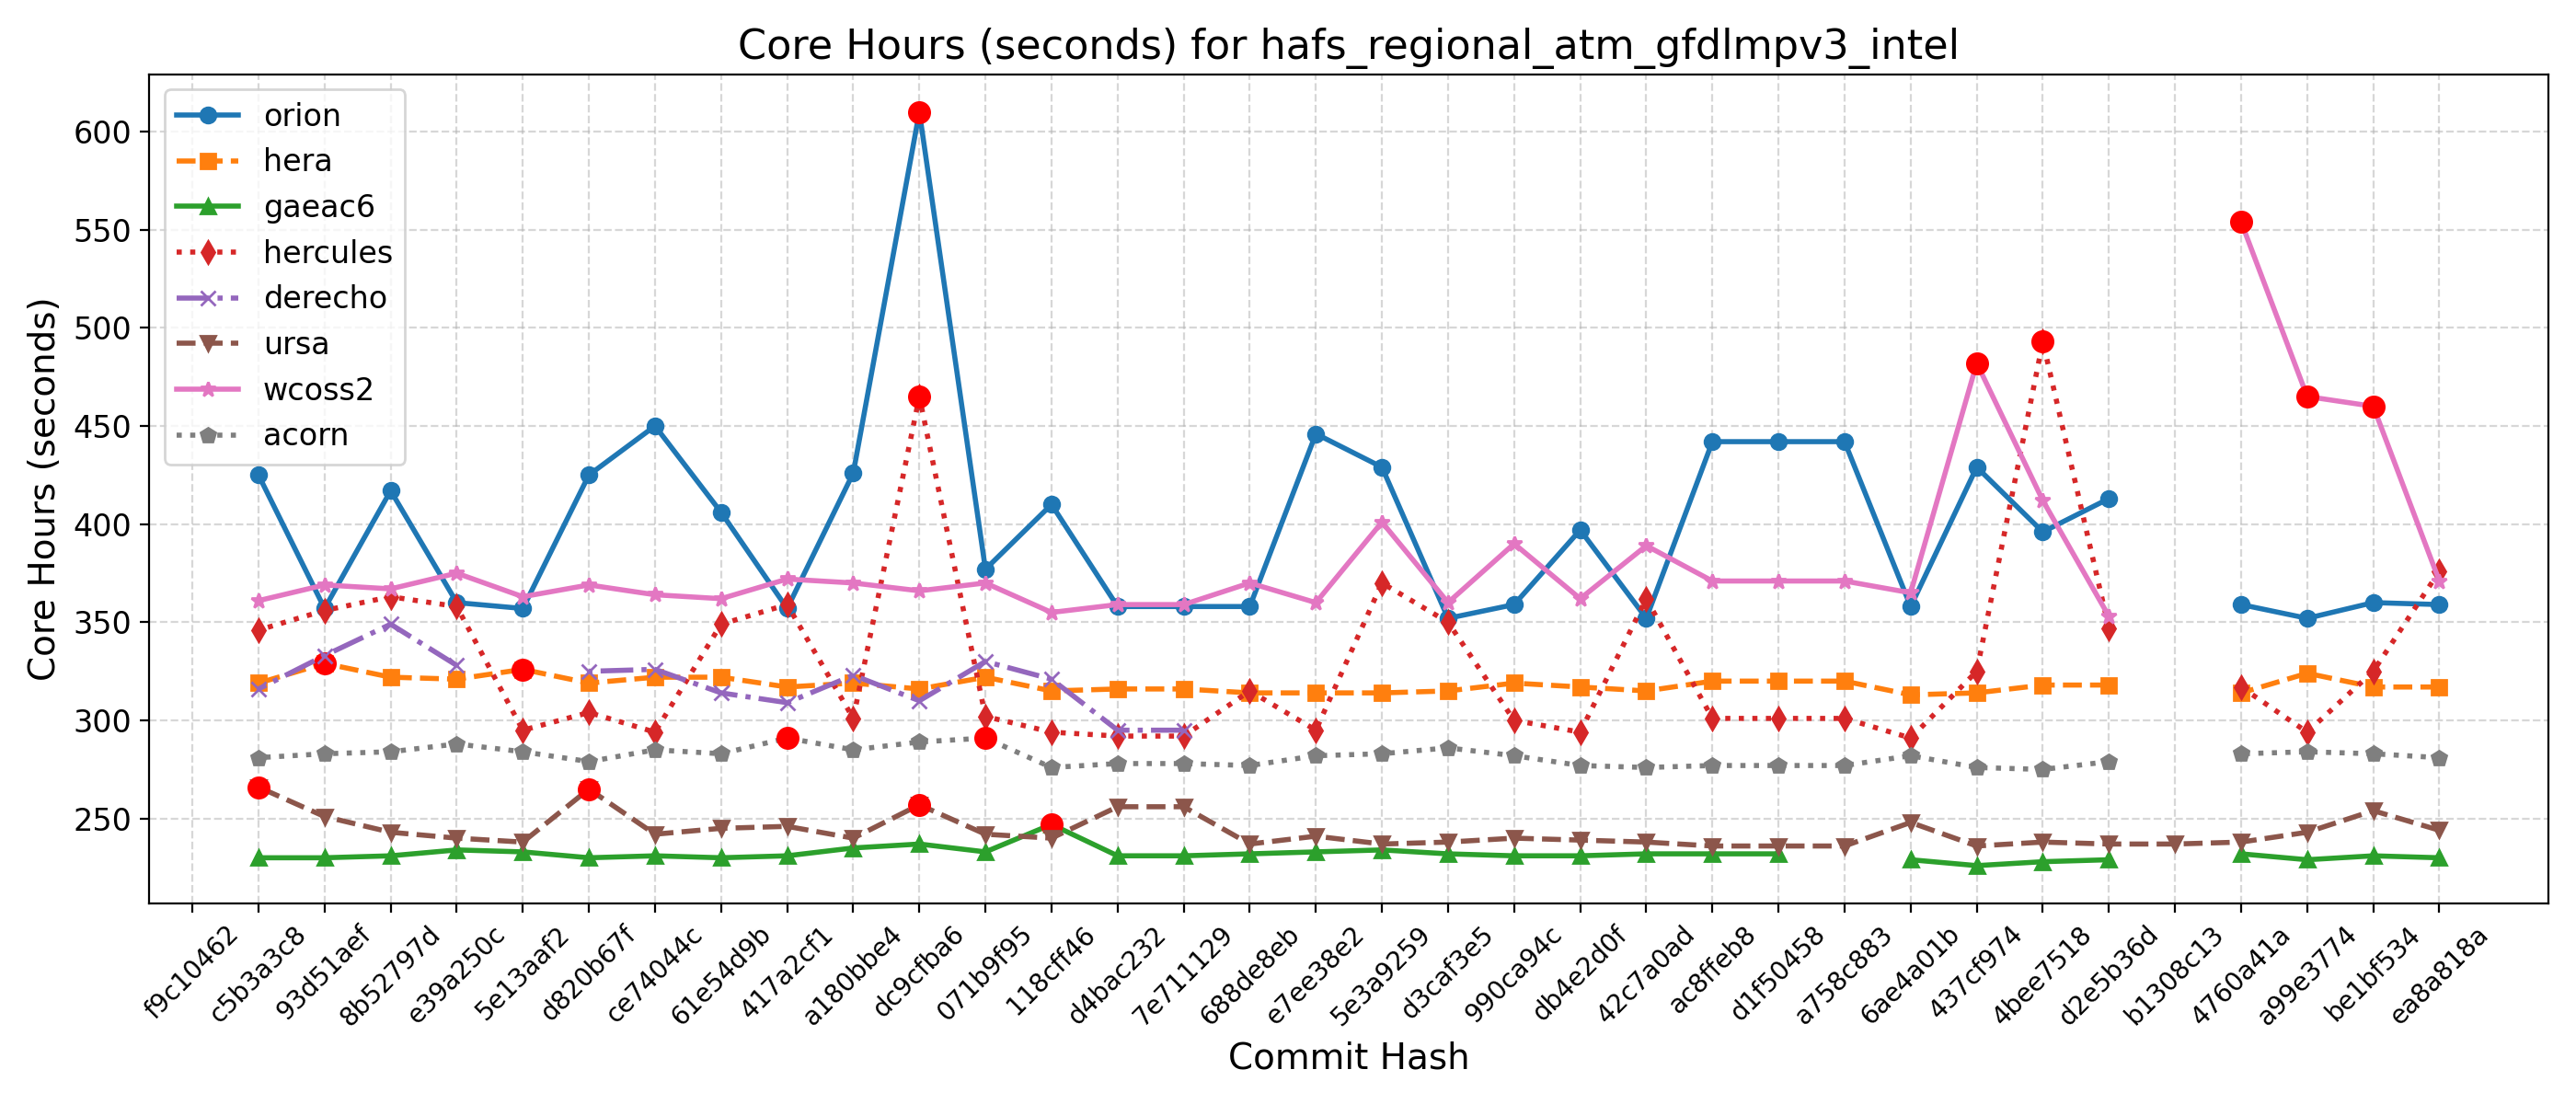 Core Hours (seconds) for hafs_regional_atm_gfdlmpv3_intel
orion
hera
gaeac6
hercules
derecho
ursa
wcoss2
acorn
Core Hours (seconds)
600
550
500
450
400
350
300
250
f9c10462
c5b3a3c8
93d51aef
8b52797d
e39a250c
5e13aaf2
d820b67f
ce74044c
61e54d9b
417a2cf1
a180bbe4
dc9cfba6
071b9f95
118cff46
d4bac232
7e711129
688de8eb
e7ee38e2
5e3a9259
d3caf3e5
990ca94c
db4e2d0f
42c7a0ad
ac8ffeb8
d1f50458
a758c883
6ae4a01b
437cf974
4bee7518
d2e5b36d
b1308c13
4760a41a
a99e3774
be1bf534
ea8a818a
Commit Hash